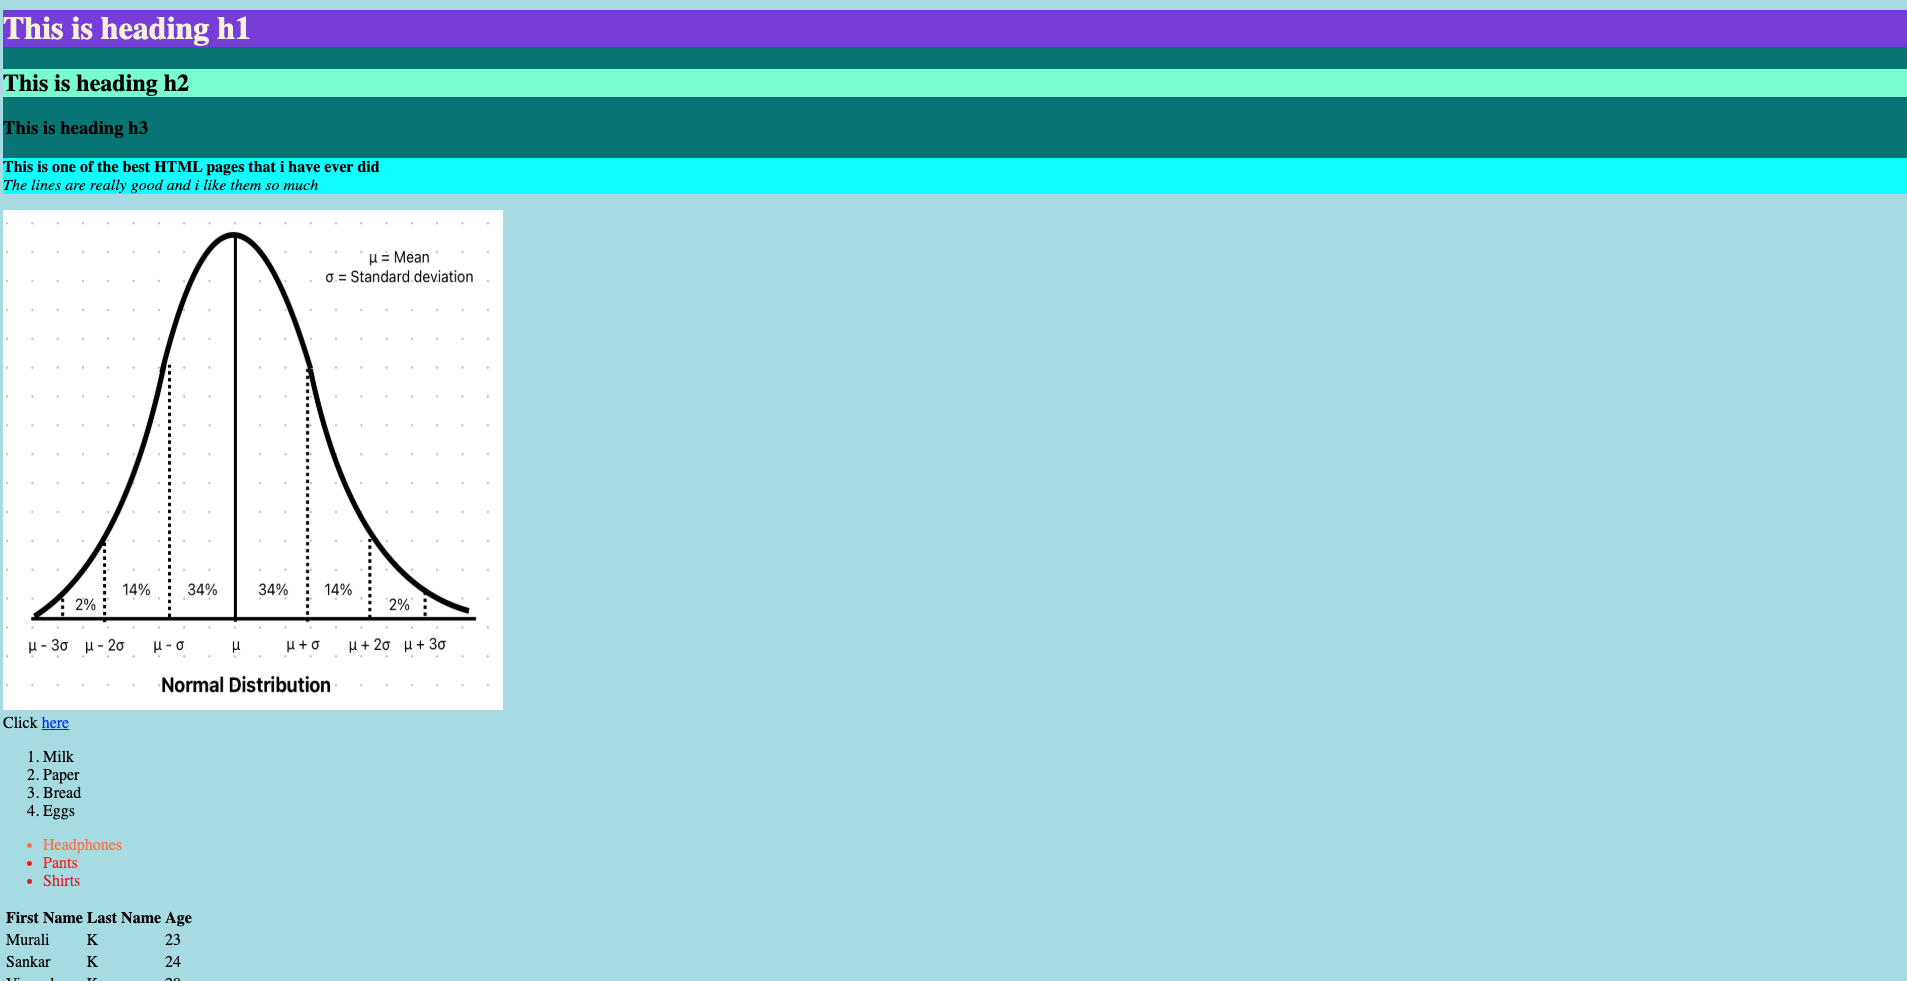 This is heading h1
This is heading h2
This is heading h3
This is one of the best HTML pages that i have ever did
The lines are really good and i like them so much
μ = Mean
σ = Standard deviation
14% 34% 34% 14%
2% 2%
μ - 3σ μ - 2σ μ - σ μ μ + σ μ + 2σ μ + 3σ
Normal Distribution
Click here
1. Milk
2. Paper
3. Bread
4. Eggs
• Headphones
• Pants
• Shirts
First Name Last Name Age
Murali K 23
Sankar K 24
K